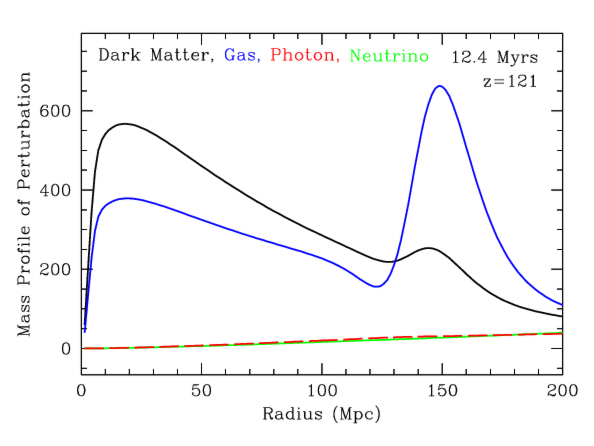 Dark Matter, Gas, Photon, Neutrino 12.4 Myrs
z=121
Mass Profile of Perturbation
600
400
200
0
0 50 100 150 200
Radius (Mpc)